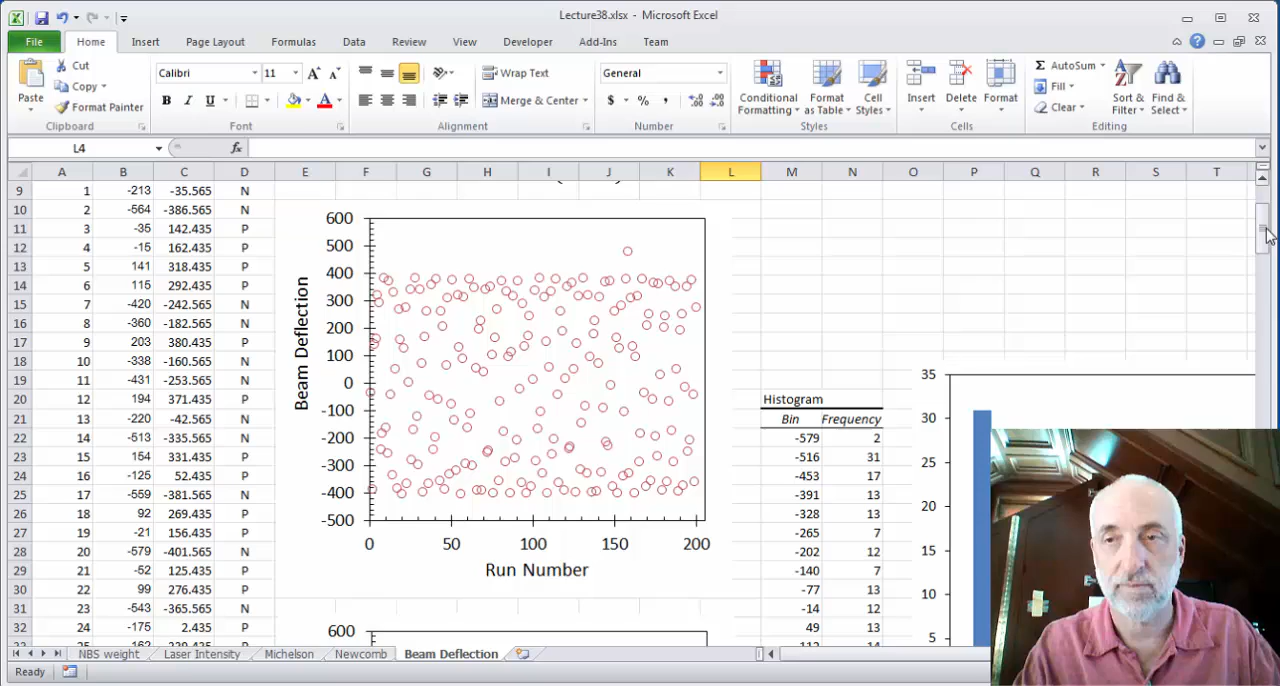 Lecture38.xlsx - Microsoft Excel
File Home Insert Page Layout Formulas Data Review View Developer Add-Ins Team
Paste Cut Copy Format Painter Clipboard
Calibri 11 A A B I U A Font
Wrap Text Merge & Center Alignment
General $ % , Number
Conditional Formatting Format as Table Cell Styles Styles
Insert Delete Format Cells
Σ AutoSum Fill Clear Sort & Filter Find & Select Editing
L4 fx
A B C D E F G H I J K L M N O P Q R S T
9 1 -213 -35.565 N
10 2 -564 -386.565 N
11 3 -35 142.435 P
12 4 -15 162.435 P
13 5 141 318.435 P
14 6 115 292.435 P
15 7 -420 -242.565 N
16 8 -360 -182.565 N
17 9 203 380.435 P
18 10 -338 -160.565 N
19 11 -431 -253.565 N
20 12 194 371.435 P
21 13 -220 -42.565 N
22 14 -513 -335.565 N
23 15 154 331.435 P
24 16 -125 52.435 P
25 17 -559 -381.565 N
26 18 92 269.435 P
27 19 -21 156.435 P
28 20 -579 -401.565 N
29 21 -52 125.435 P
30 22 99 276.435 P
31 23 -543 -365.565 N
32 24 -175 2.435 P
600
500
400
300
200
100
0
-100
-200
-300
-400
-500
Beam Deflection
0 50 100 150 200
Run Number
600
Histogram
Bin Frequency
-579 2
-516 31
-453 17
-391 13
-328 13
-265 7
-202 12
-140 7
-77 13
-14 12
49 13
35
30
25
20
15
10
5
NBS weight Laser Intensity Michelson Newcomb Beam Deflection
Ready